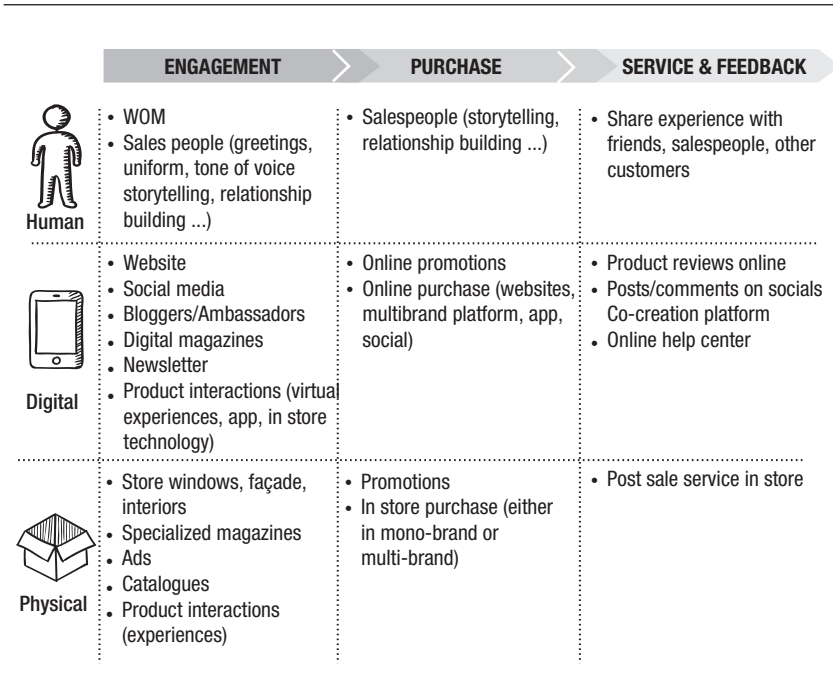 ENGAGEMENT
PURCHASE
SERVICE & FEEDBACK
Human
• WOM
• Sales people (greetings,
uniform, tone of voice
storytelling, relationship
building ...)
• Salespeople (storytelling,
relationship building ...)
• Share experience with
friends, salespeople, other
customers
Digital
• Website
• Social media
• Bloggers/Ambassadors
• Digital magazines
• Newsletter
• Product interactions (virtual
experiences, app, in store
technology)
• Online promotions
• Online purchase (websites,
multibrand platform, app,
social)
• Product reviews online
• Posts/comments on socials
Co-creation platform
• Online help center
Physical
• Store windows, façade,
interiors
• Specialized magazines
• Ads
• Catalogues
• Product interactions
(experiences)
• Promotions
• In store purchase (either
in mono-brand or
multi-brand)
• Post sale service in store